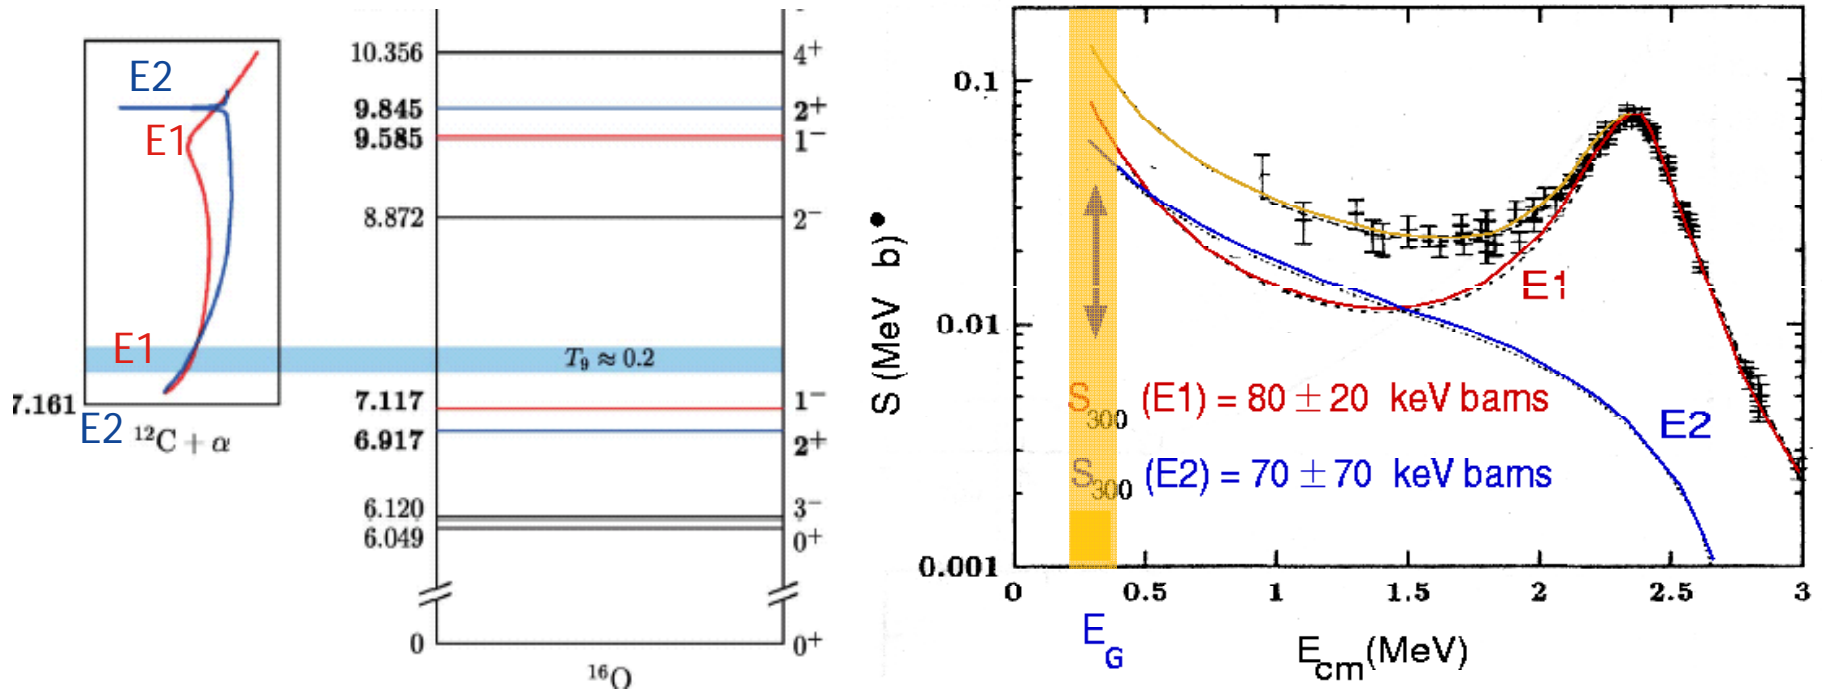 E2
E1
E1
7.161
E2
¹²C + α
10.356 4⁺
9.845 2⁺
9.585 1⁻
8.872 2⁻
T₉ ≈ 0.2
7.117 1⁻
6.917 2⁺
6.120 3⁻
6.049 0⁺
0 0⁺
¹⁶O
S (MeV b)
0.1
0.01
0.001
E1
E2
S₃₀₀ (E1) = 80 ± 20 keV barns
S₃₀₀ (E2) = 70 ± 70 keV barns
0 0.5 1 1.5 2 2.5 3
E_G
E_cm (MeV)